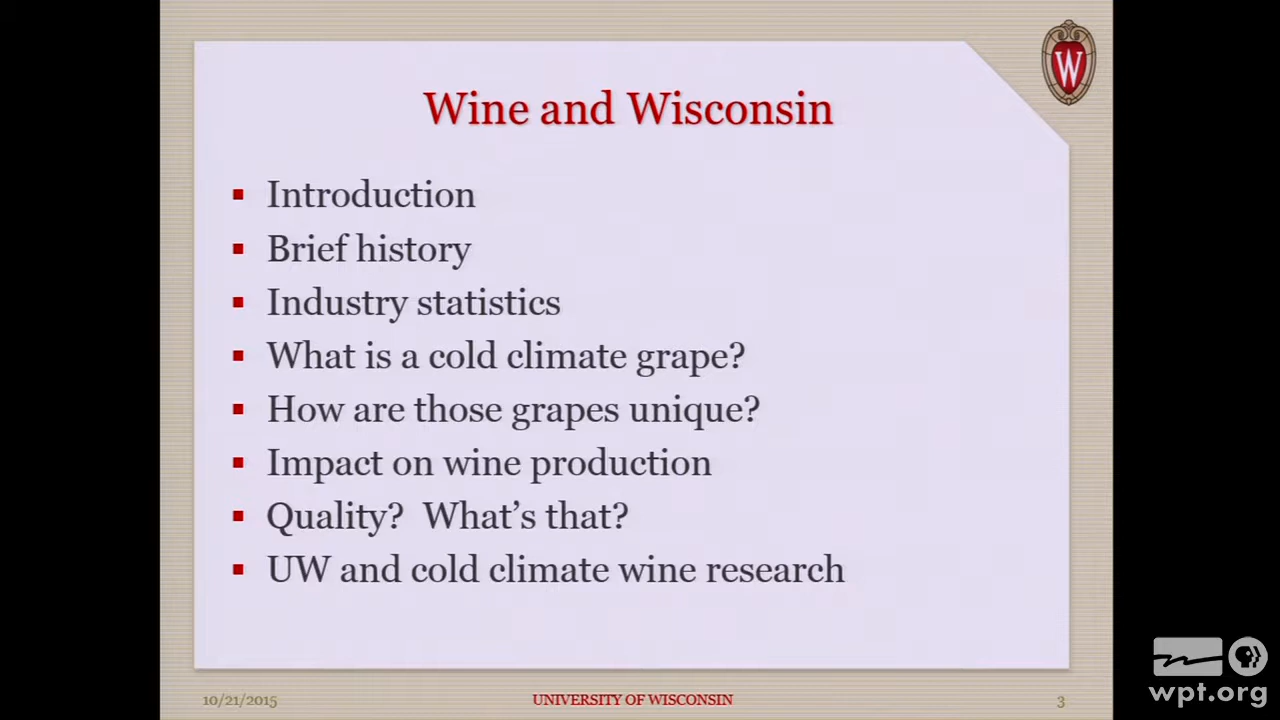 W
Wine and Wisconsin
Introduction
Brief history
Industry statistics
What is a cold climate grape?
How are those grapes unique?
Impact on wine production
Quality?  What’s that?
UW and cold climate wine research
10/21/2015
UNIVERSITY OF WISCONSIN
3
wpt.org